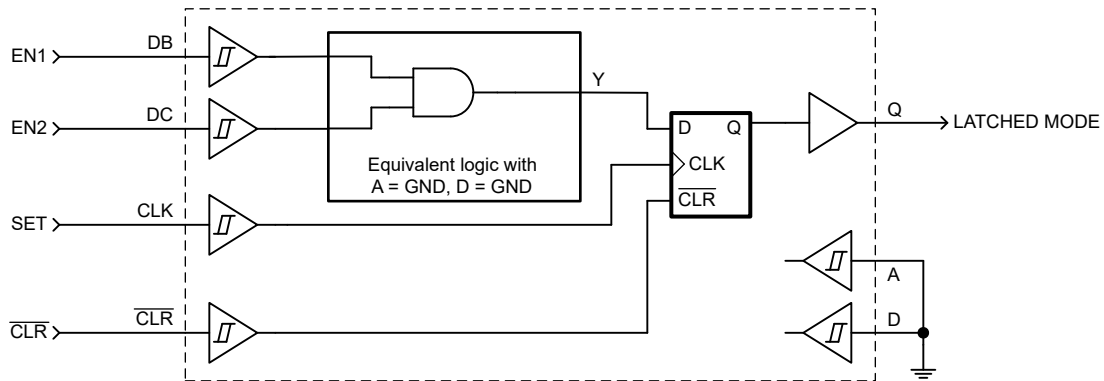 EN1
DB
EN2
DC
Y
Equivalent logic with
A = GND, D = GND
D
Q
CLK
CLR
Q
LATCHED MODE
SET
CLK
CLR
CLR
A
D